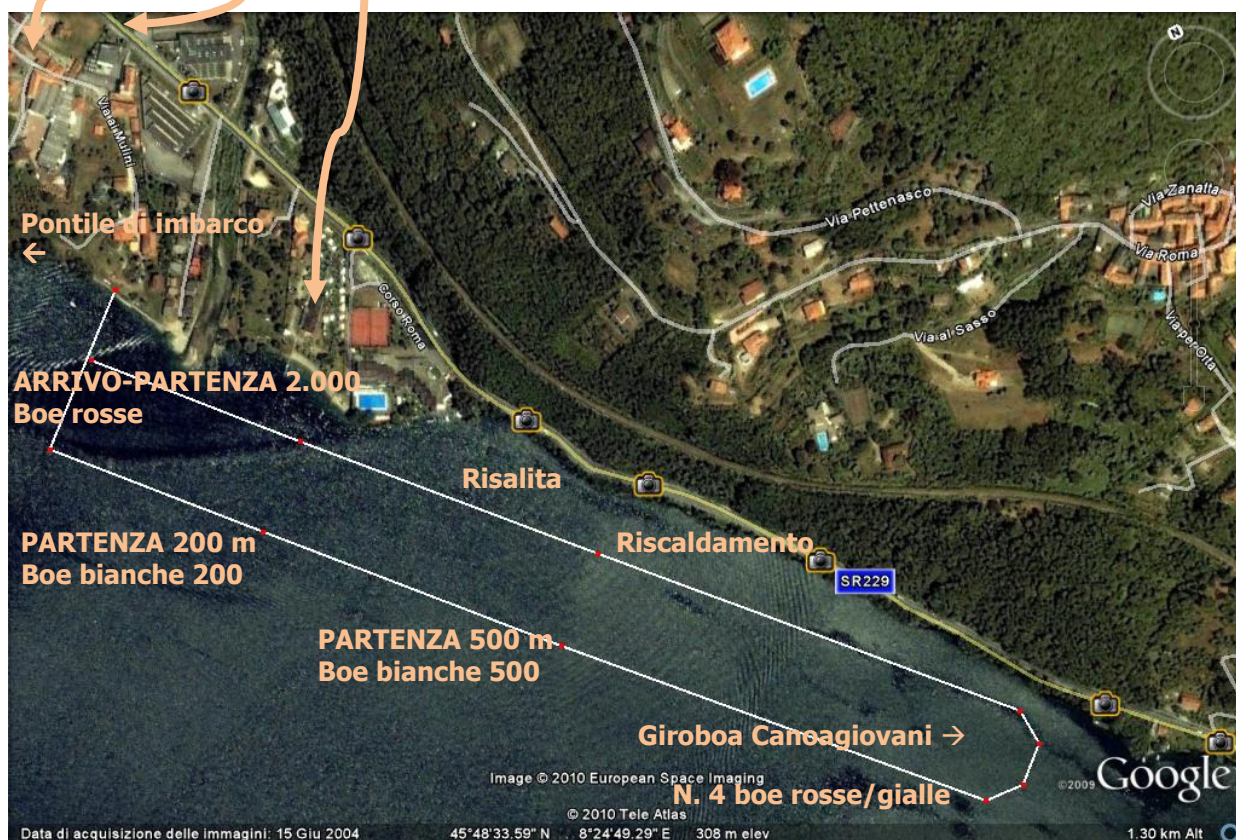 Via ai Mulini
Pontile di imbarco
←
Via Zanatta
Via Pettenasco
Via Roma
Corso Roma
Via al Sasso
Via per Orta
ARRIVO-PARTENZA 2.000
Boe rosse
Risalita
PARTENZA 200 m
Boe bianche 200
Riscaldamento
SR229
PARTENZA 500 m
Boe bianche 500
Giroboa Canoagiovani →
Image © 2010 European Space Imaging
N. 4 boe rosse/gialle
©2009 Google
© 2010 Tele Atlas
Data di acquisizione delle immagini: 15 Giu 2004 45°48'33.59" N 8°24'49.29" E 308 m elev 1.30 km Alt
N